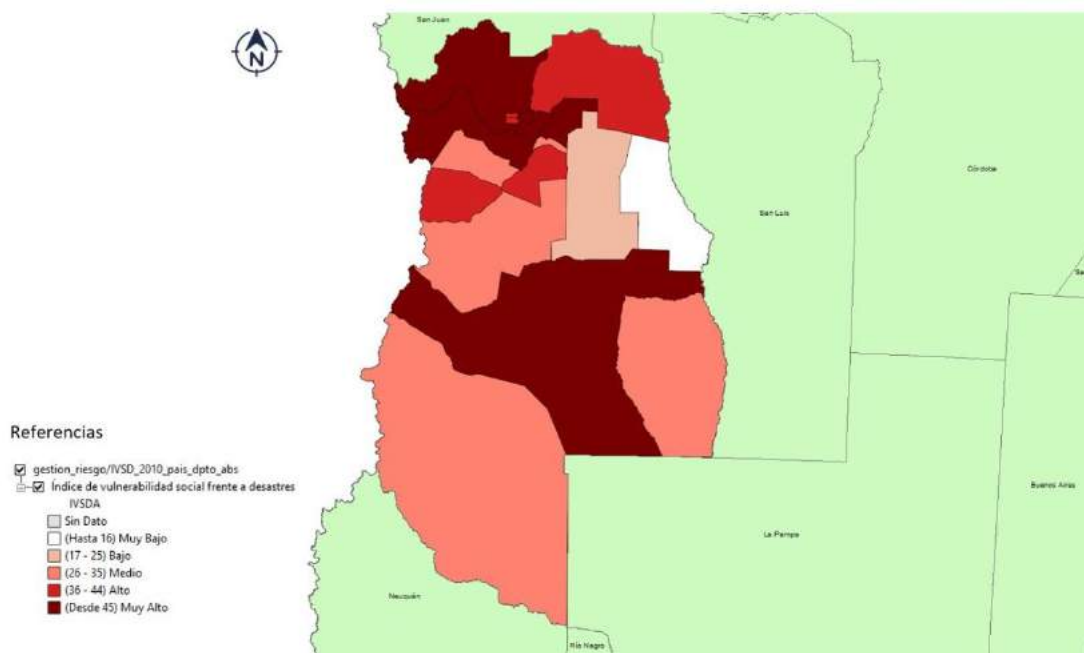 San Juan
N
Córdoba
San Luis
Referencias
gestion_riesgo/IVSD_2010_pais_dpto_abs
Índice de vulnerabilidad social frente a desastres
IVSDA
Sin Dato
(Hasta 16) Muy Bajo
(17 - 25) Bajo
(26 - 35) Medio
(36 - 44) Alto
(Desde 45) Muy Alto
Buenos Aires
La Pampa
Neuquén
Río Negro